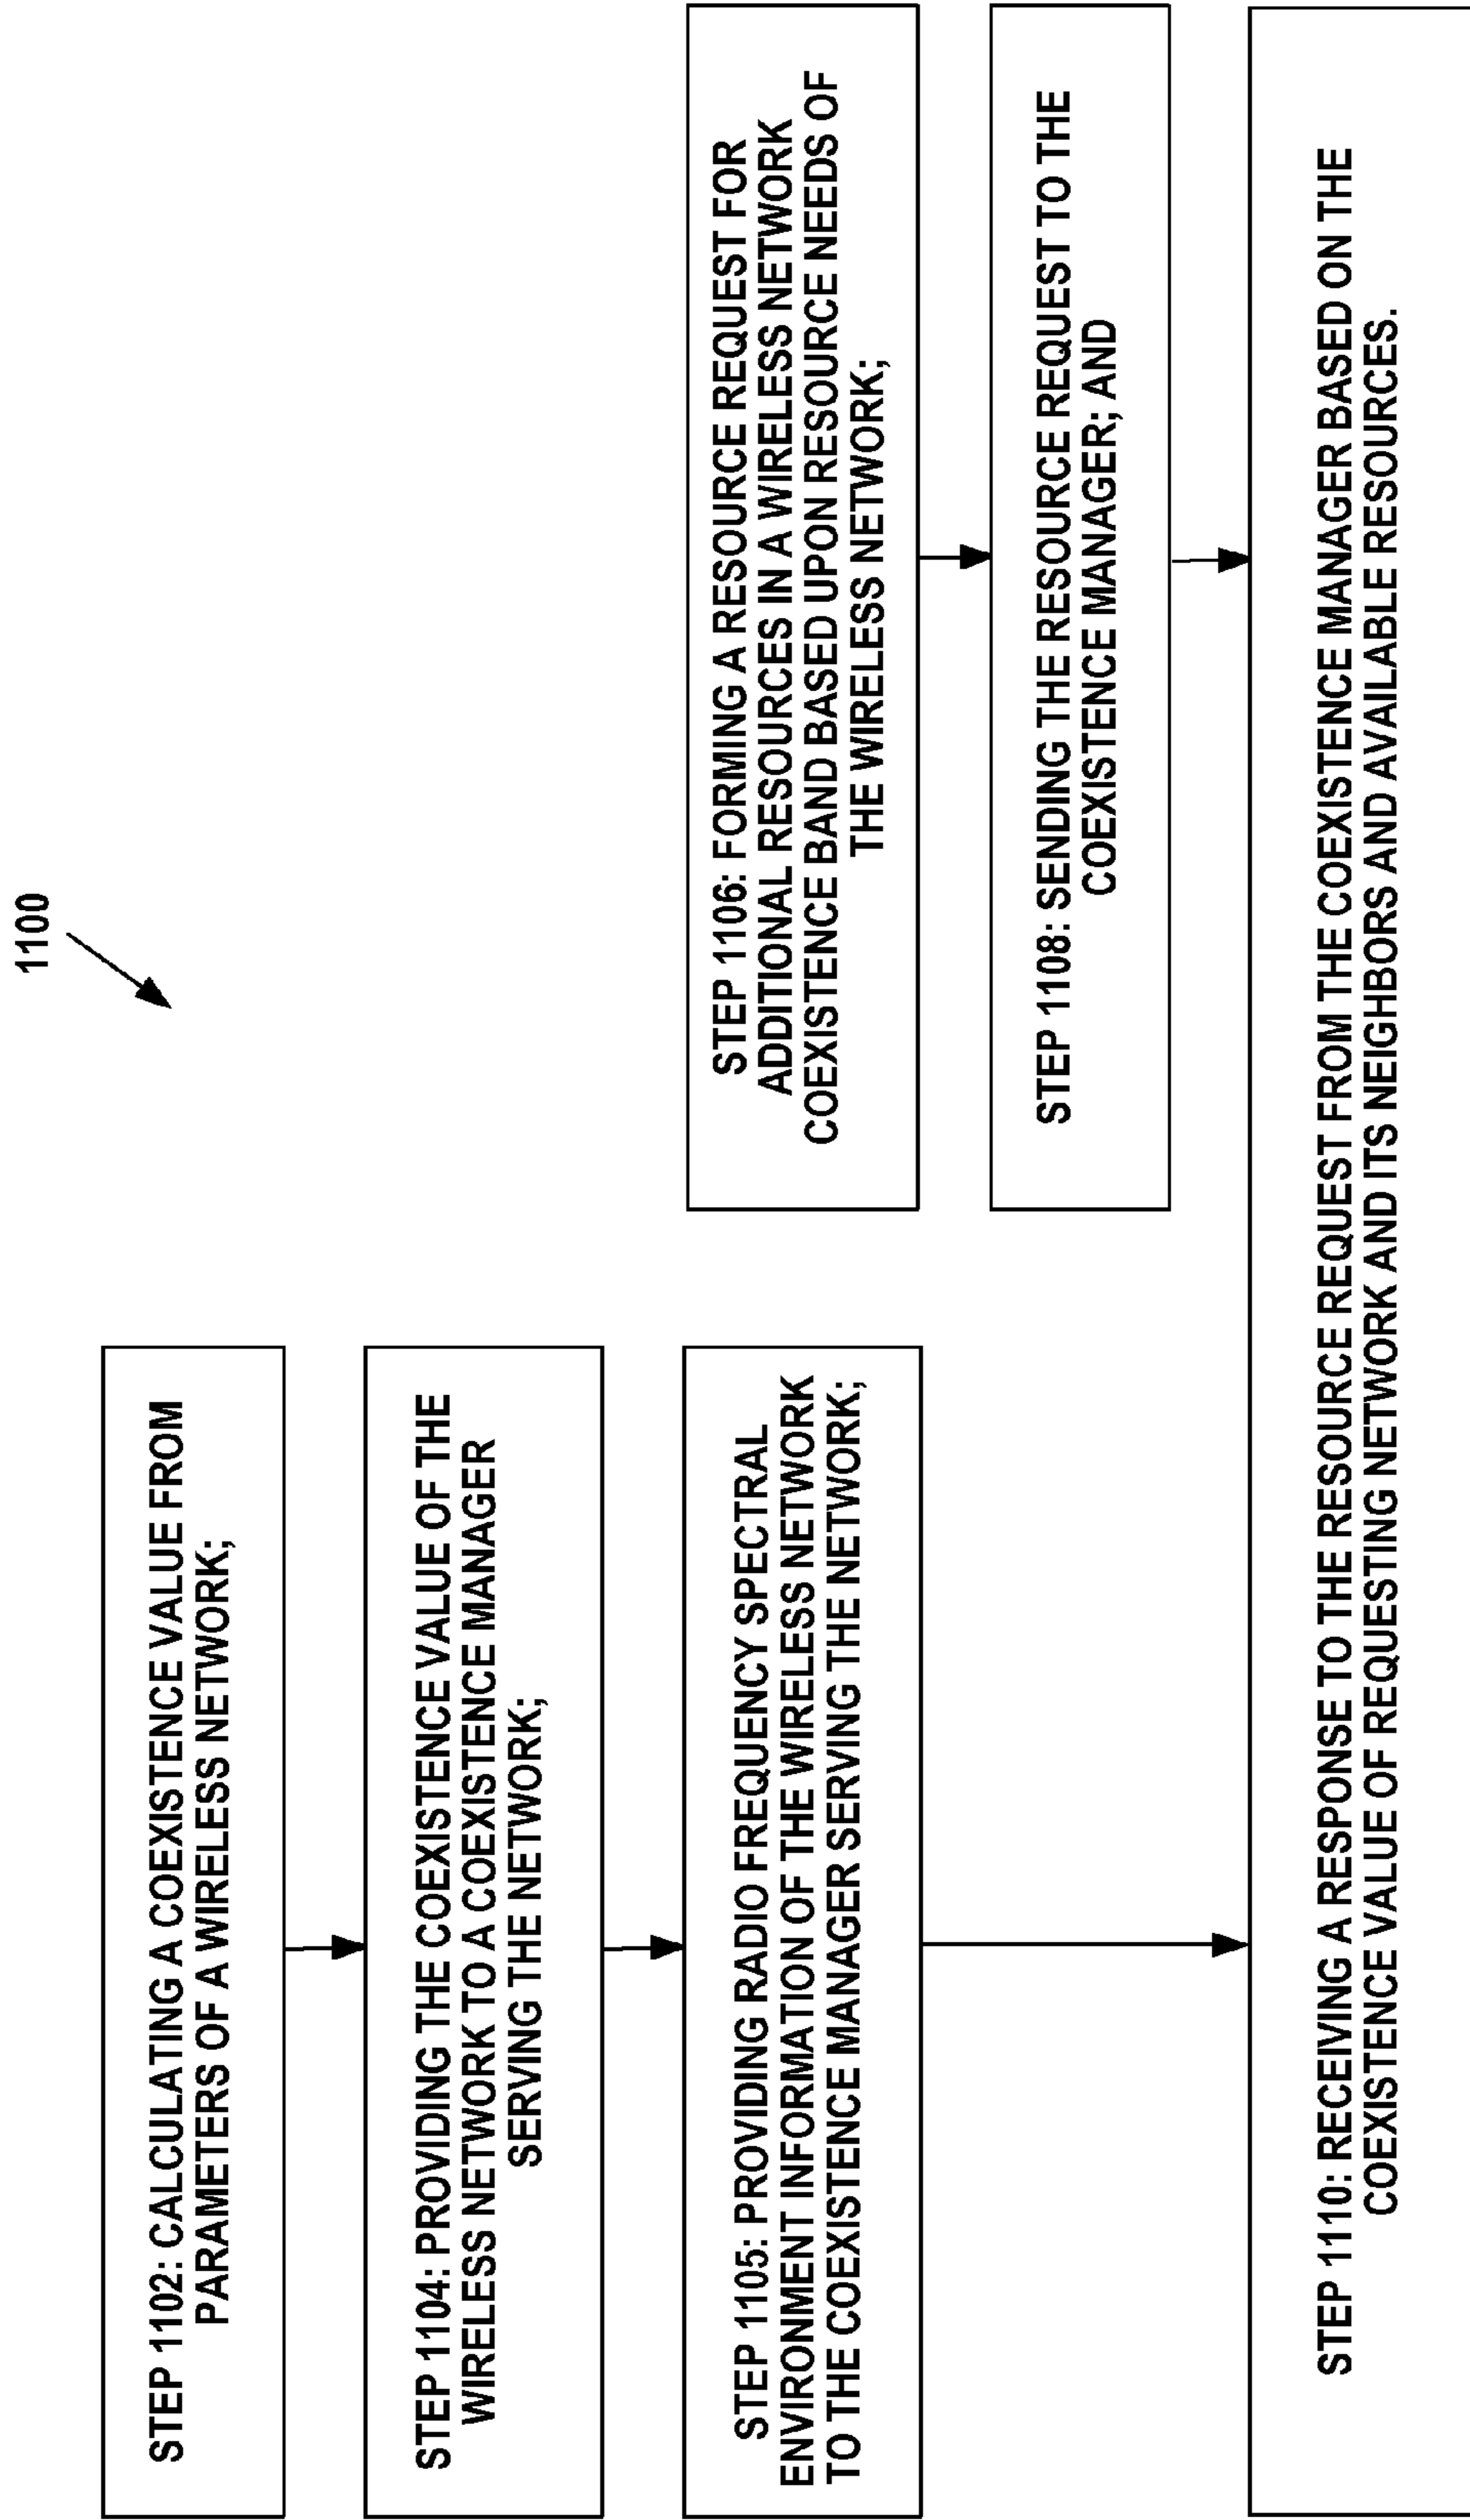 1100
STEP 1102: CALCULATING A COEXISTENCE VALUE FROM
PARAMETERS OF A WIRELESS NETWORK;
STEP 1104: PROVIDING THE COEXISTENCE VALUE OF THE
WIRELESS NETWORK TO A COEXISTENCE MANAGER
SERVING THE NETWORK;
STEP 1105: PROVIDING RADIO FREQUENCY SPECTRAL
ENVIRONMENT INFORMATION OF THE WIRELESS NETWORK
TO THE COEXISTENCE MANAGER SERVING THE NETWORK;
STEP 1106: FORMING A RESOURCE REQUEST FOR
ADDITIONAL RESOURCES IN A WIRELESS NETWORK
COEXISTENCE BAND BASED UPON RESOURCE NEEDS OF
THE WIRELESS NETWORK;
STEP 1108: SENDING THE RESOURCE REQUEST TO THE
COEXISTENCE MANAGER; AND
STEP 1110: RECEIVING A RESPONSE TO THE RESOURCE REQUEST FROM THE COEXISTENCE MANAGER BASED ON THE
COEXISTENCE VALUE OF REQUESTING NETWORK AND ITS NEIGHBORS AND AVAILABLE RESOURCES.